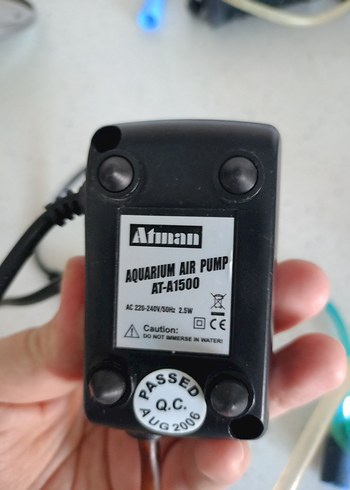 Atman
AQUARIUM AIR PUMP
AT-A1500
AC 220-240V/50Hz 2.5W
CE
Caution:
DO NOT IMMERSE IN WATER!
PASSED
Q.C.
AUG 2006